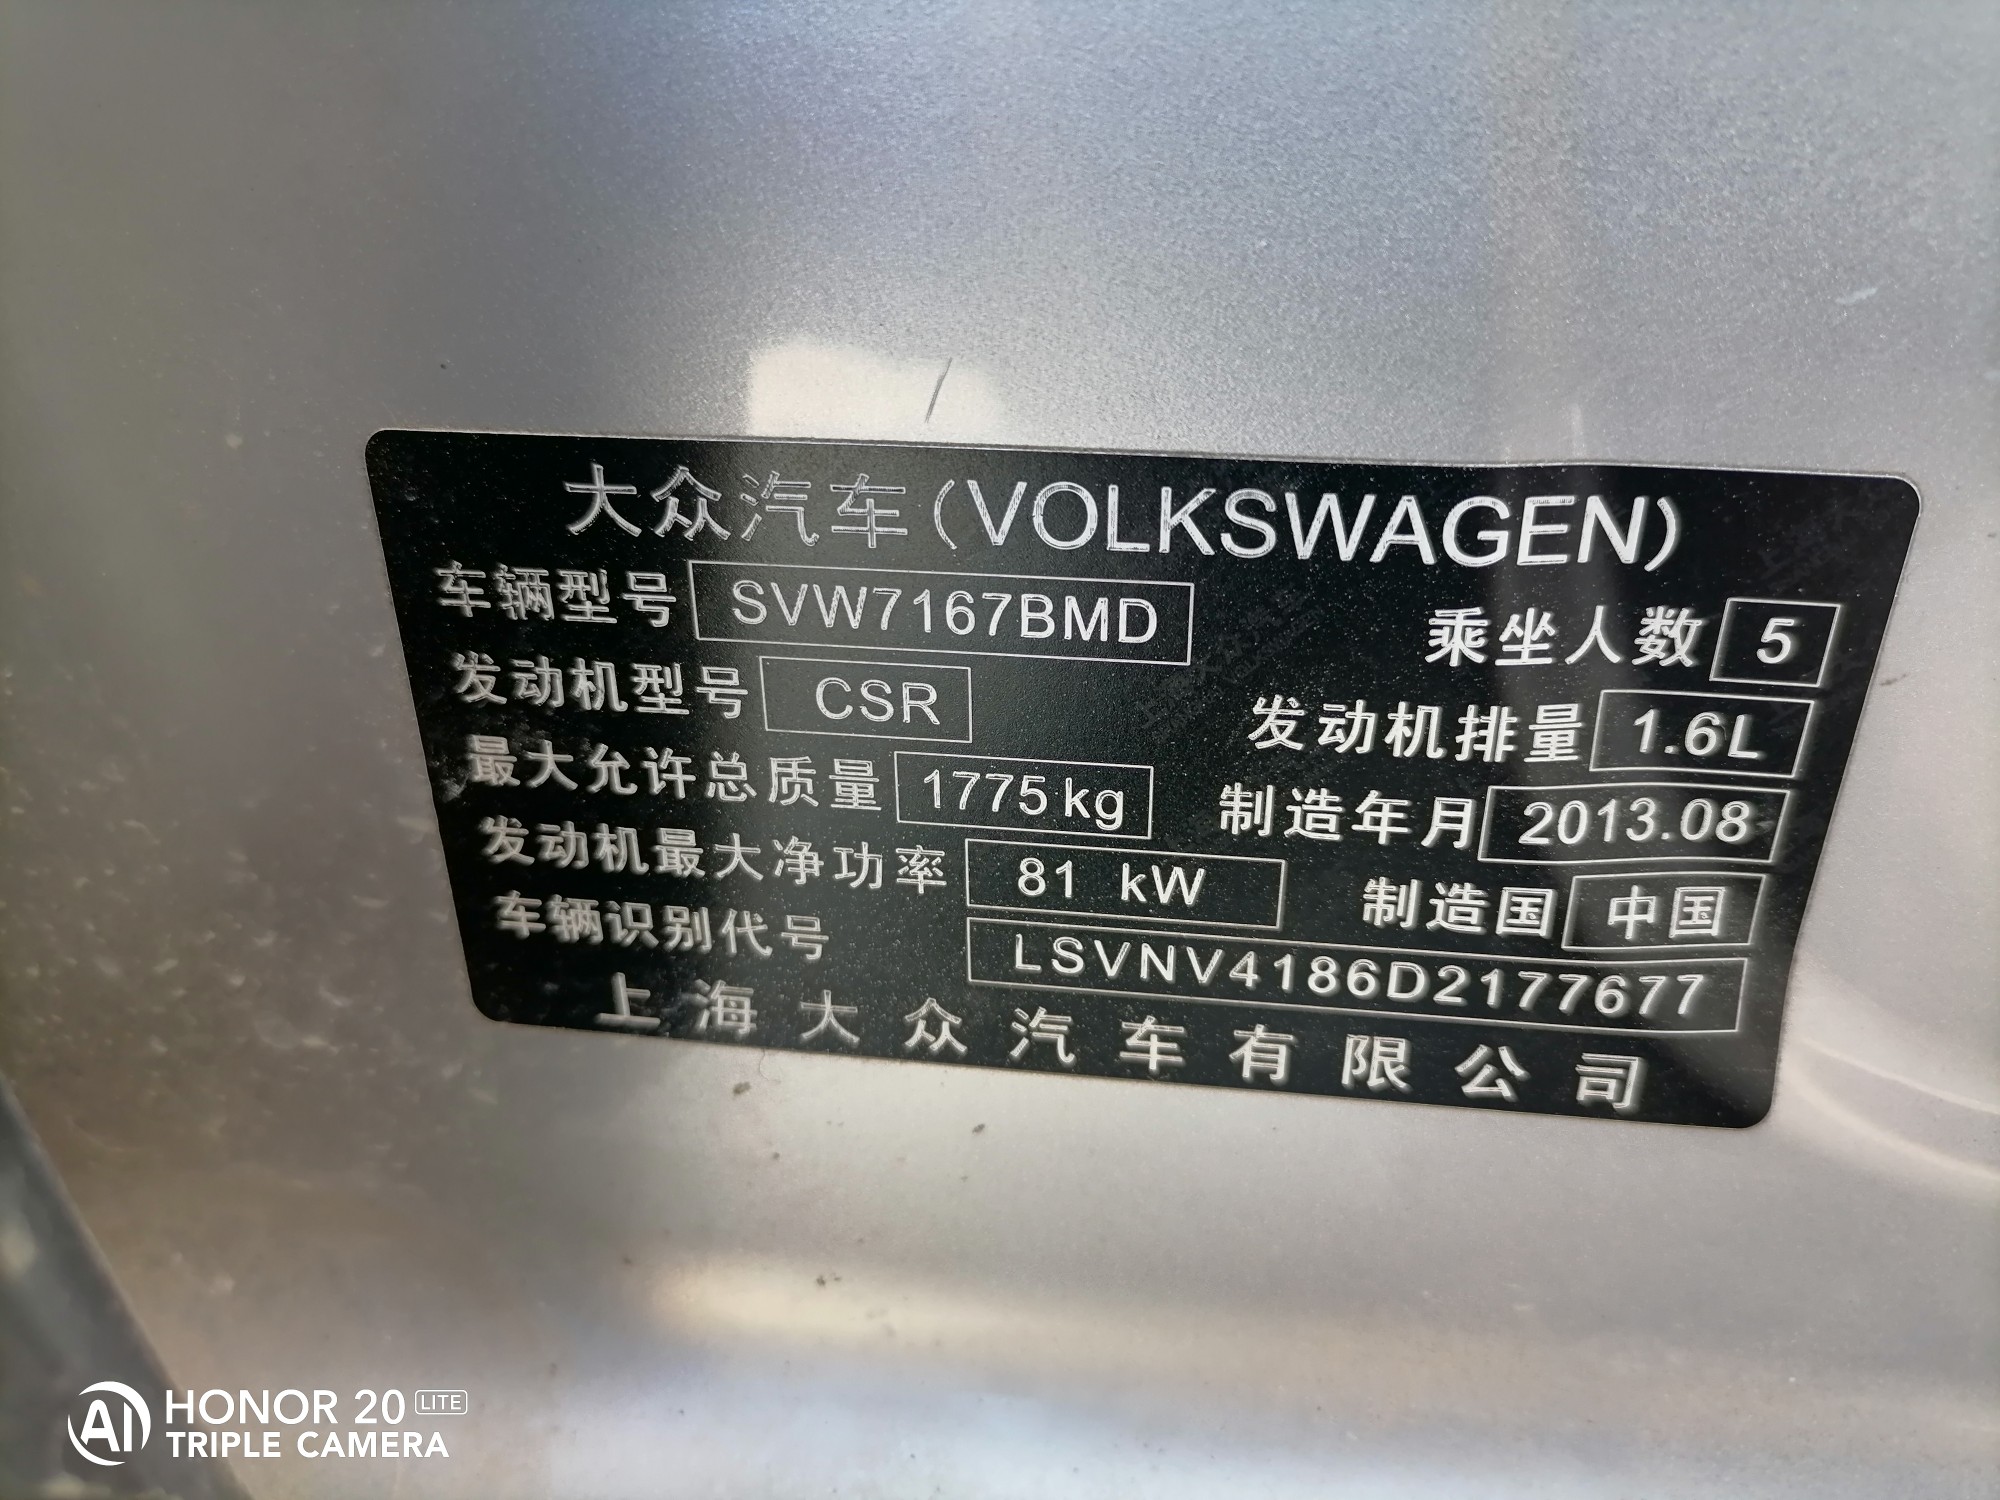 大众汽车(VOLKSWAGEN)
车辆型号 SVW7167BMD 乘坐人数 5
发动机型号 CSR 发动机排量 1.6L
最大允许总质量 1775kg 制造年月 2013.08
发动机最大净功率 81 kW 制造国 中国
车辆识别代号 LSVNV4186D2177677
上海大众汽车有限公司
AI HONOR 20 LITE
TRIPLE CAMERA